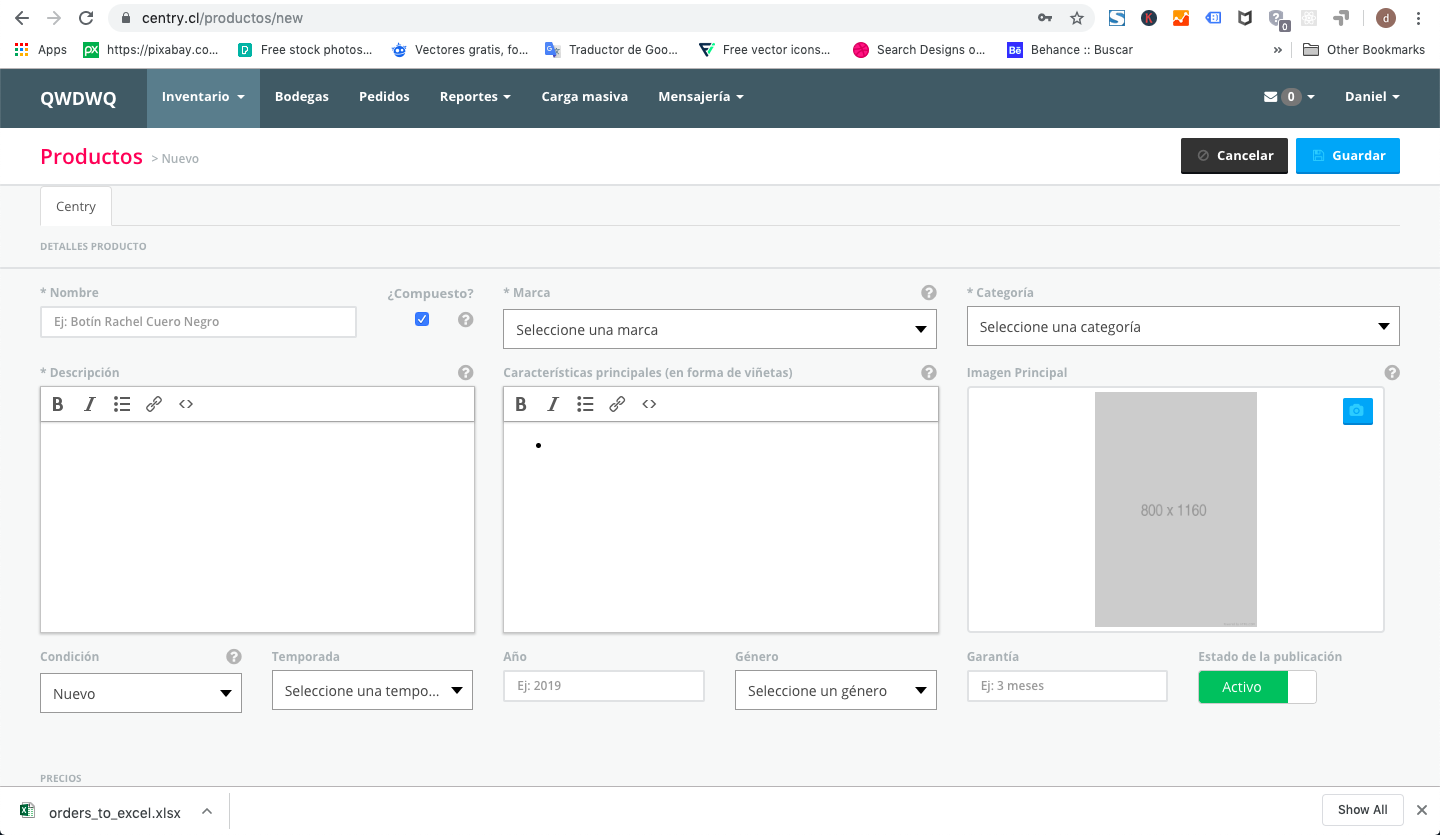 centry.cl/productos/new
0
d
Apps
https://pixabay.co...
Free stock photos...
Vectores gratis, fo...
Traductor de Goo...
Free vector icons...
Search Designs o...
Behance :: Buscar
»
Other Bookmarks
QWDWQ
Inventario
Bodegas
Pedidos
Reportes
Carga masiva
Mensajería
0
Daniel
Productos > Nuevo
Cancelar
Guardar
Centry
DETALLES PRODUCTO
* Nombre
¿Compuesto?
* Marca
* Categoría
Ej: Botín Rachel Cuero Negro
Seleccione una marca
Seleccione una categoría
* Descripción
Características principales (en forma de viñetas)
Imagen Principal
B I <>
B I <>
800 x 1160
Condición
Temporada
Año
Género
Garantía
Estado de la publicación
Nuevo
Seleccione una tempo...
Ej: 2019
Seleccione un género
Ej: 3 meses
Activo
PRECIOS
orders_to_excel.xlsx
Show All